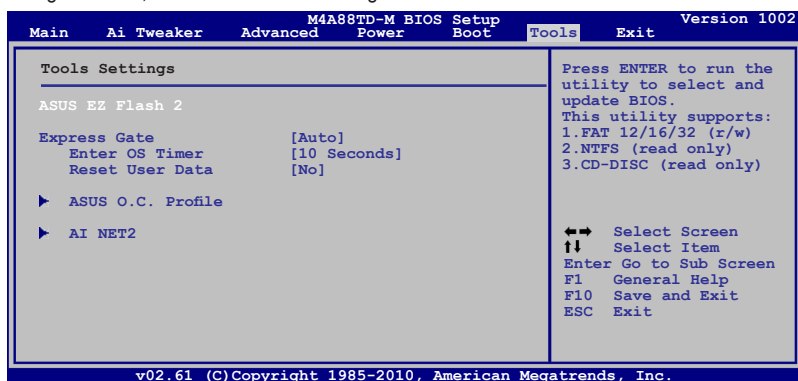 M4A88TD-M BIOS Setup Version 1002
Main Ai Tweaker Advanced Power Boot Tools Exit
Tools Settings
ASUS EZ Flash 2
Express Gate [Auto]
Enter OS Timer [10 Seconds]
Reset User Data [No]
ASUS O.C. Profile
AI NET2
Press ENTER to run the
utility to select and
update BIOS.
This utility supports:
1.FAT 12/16/32 (r/w)
2.NTFS (read only)
3.CD-DISC (read only)
←→ Select Screen
↑↓ Select Item
Enter Go to Sub Screen
F1 General Help
F10 Save and Exit
ESC Exit
v02.61 (C)Copyright 1985-2010, American Megatrends, Inc.